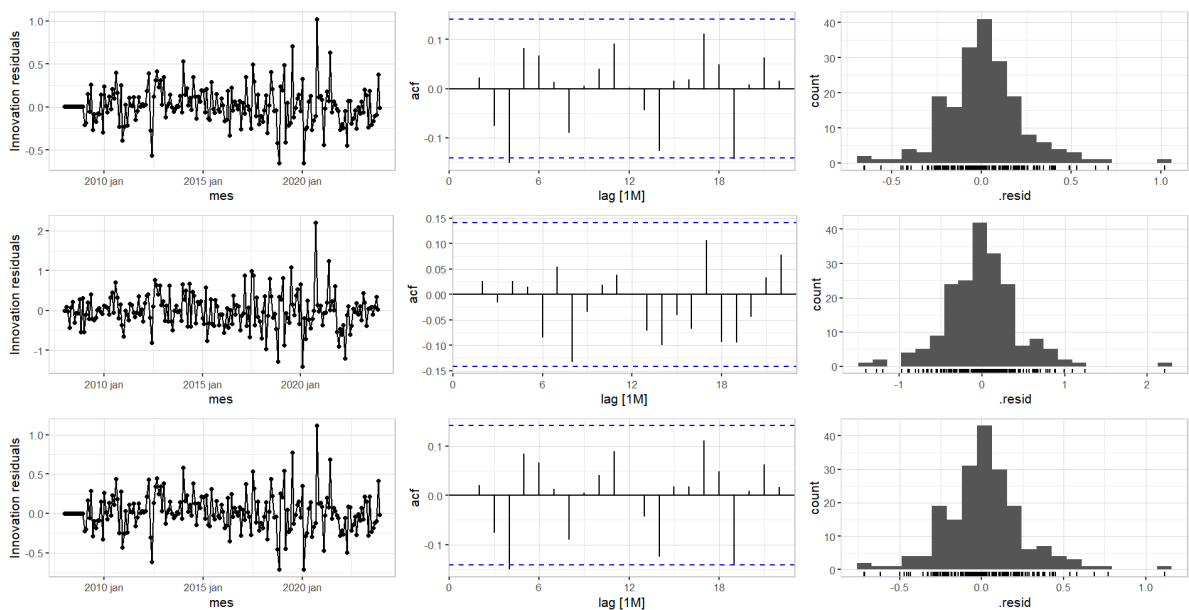 Innovation residuals
1.0
0.5
0.0
-0.5
2010 jan
2015 jan
2020 jan
mes
acf
0.1
0.0
-0.1
0
6
12
18
lag [1M]
count
40
30
20
10
0
-0.5
0.0
0.5
1.0
.resid
Innovation residuals
2
1
0
-1
2010 jan
2015 jan
2020 jan
mes
acf
0.15
0.10
0.05
0.00
-0.05
-0.10
-0.15
0
6
12
18
lag [1M]
count
40
30
20
10
0
-1
0
1
2
.resid
Innovation residuals
1.0
0.5
0.0
-0.5
2010 jan
2015 jan
2020 jan
mes
acf
0.1
0.0
-0.1
0
6
12
18
lag [1M]
count
40
30
20
10
0
-0.5
0.0
0.5
1.0
.resid